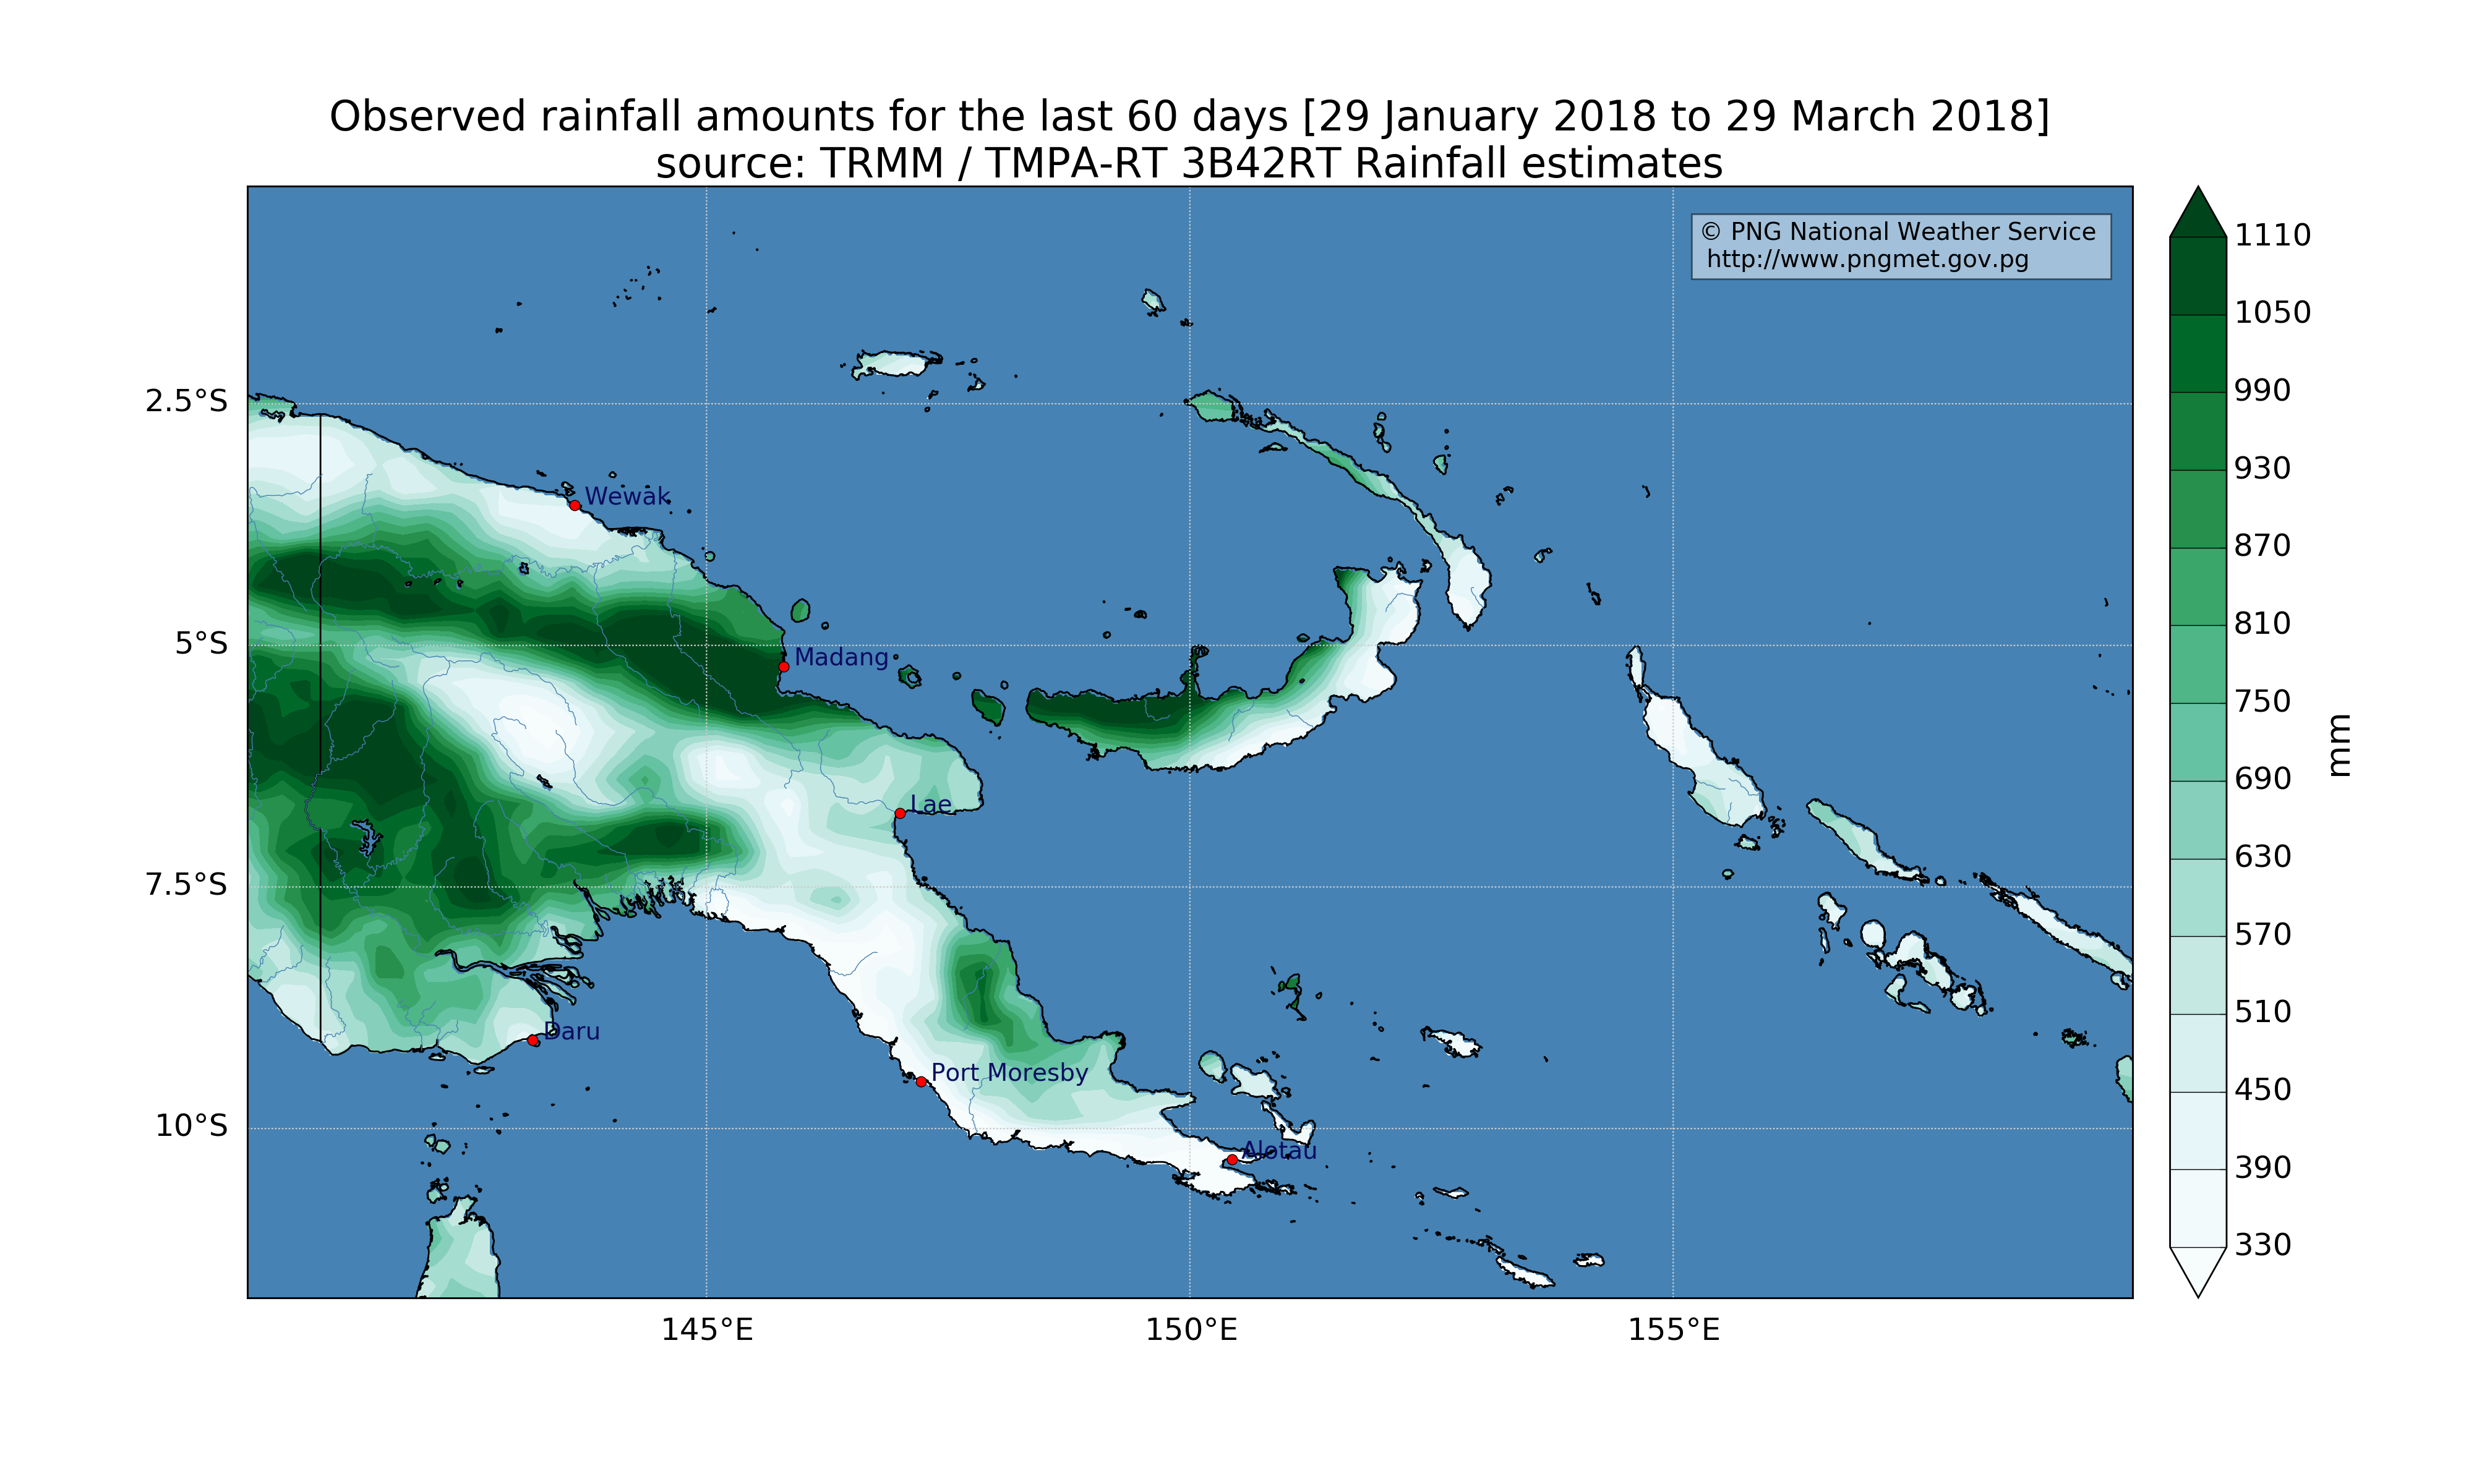 Observed rainfall amounts for the last 60 days [29 January 2018 to 29 March 2018]
source: TRMM / TMPA-RT 3B42RT Rainfall estimates
© PNG National Weather Service
http://www.pngmet.gov.pg
1110
1050
990
930
870
810
750
690
630
570
510
450
390
330
mm
2.5°S
5°S
7.5°S
10°S
Wewak
Madang
Lae
Daru
Port Moresby
Alotau
145°E
150°E
155°E